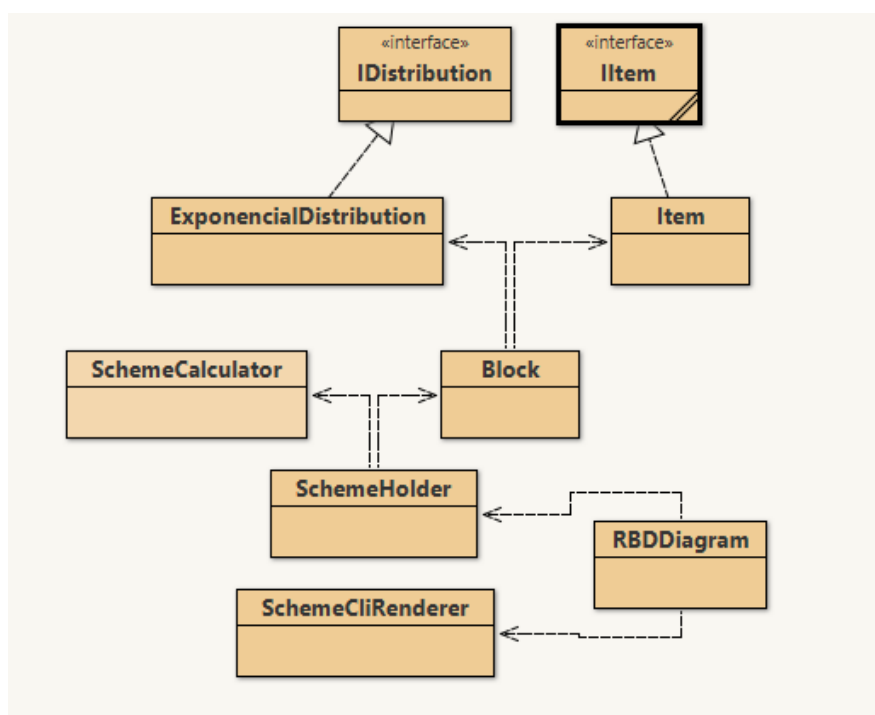 «interface»
IDistribution
«interface»
IItem
ExponencialDistribution
Item
SchemeCalculator
Block
SchemeHolder
RBDDiagram
SchemeCliRenderer